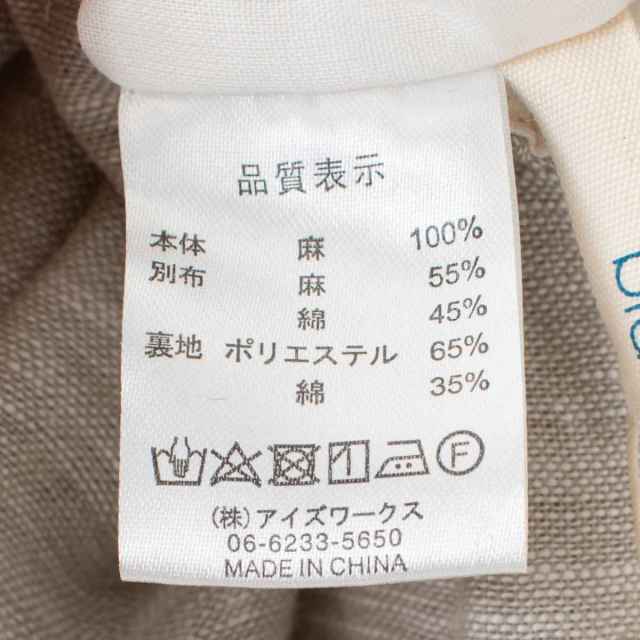 品質表示
本体 麻 100%
別布 麻 55%
綿 45%
裏地 ポリエステル 65%
綿 35%
F
(株)アイズワークス
06-6233-5650
MADE IN CHINA